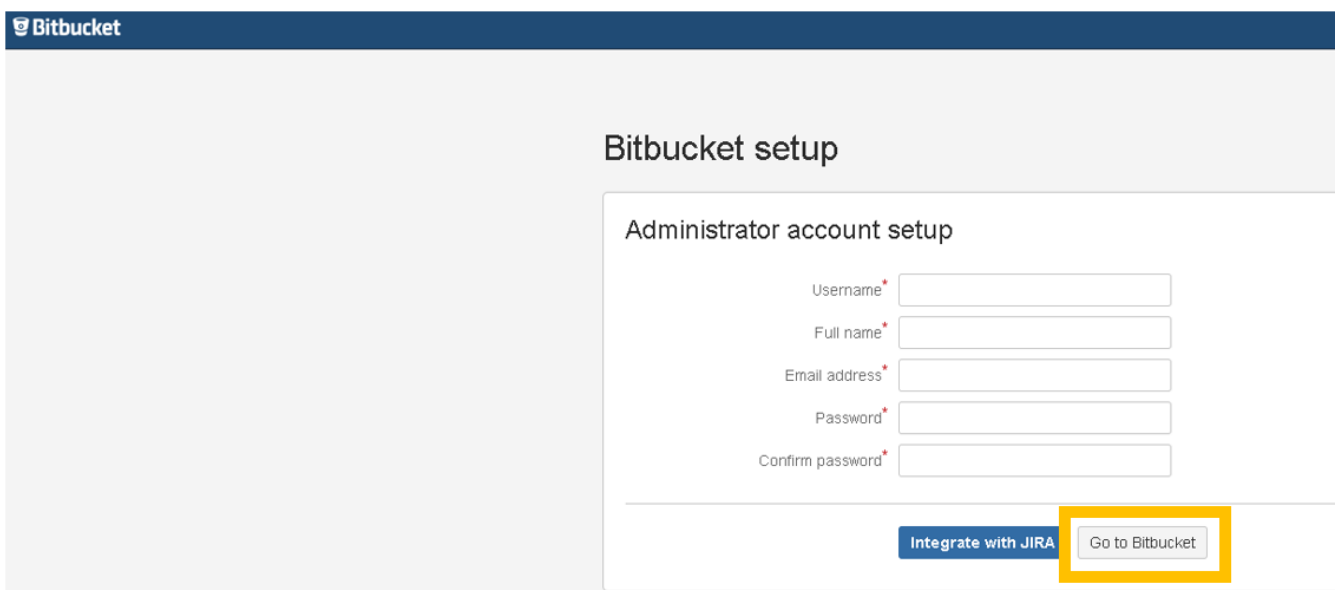 Bitbucket
Bitbucket setup
Administrator account setup
Username*
Full name*
Email address*
Password*
Confirm password*
Integrate with JIRA Go to Bitbucket